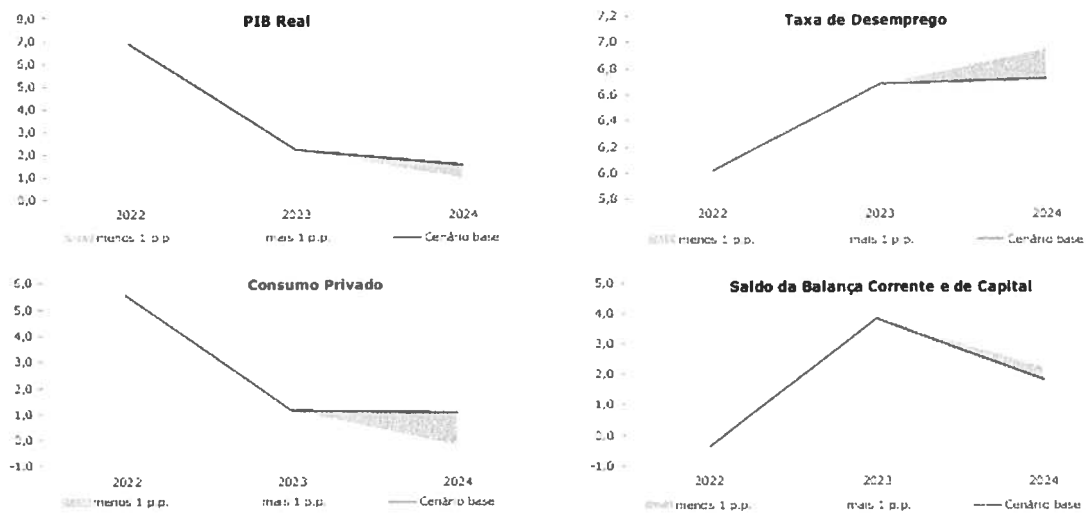 PIB Real
8,0
7,0
6,0
5,0
4,0
3,0
2,0
1,0
0,0
2022 2023 2024
menos 1 p.p. mais 1 p.p. Cenário base
Taxa de Desemprego
7,2
7,0
6,8
6,6
6,4
6,2
6,0
5,8
2022 2023 2024
menos 1 p.p. mais 1 p.p. Cenário base
Consumo Privado
6,0
5,0
4,0
3,0
2,0
1,0
0,0
-1,0
2022 2023 2024
menos 1 p.p. mais 1 p.p. Cenário base
Saldo da Balança Corrente e de Capital
5,0
4,0
3,0
2,0
1,0
0,0
-1,0
2022 2023 2024
menos 1 p.p. mais 1 p.p. Cenário base